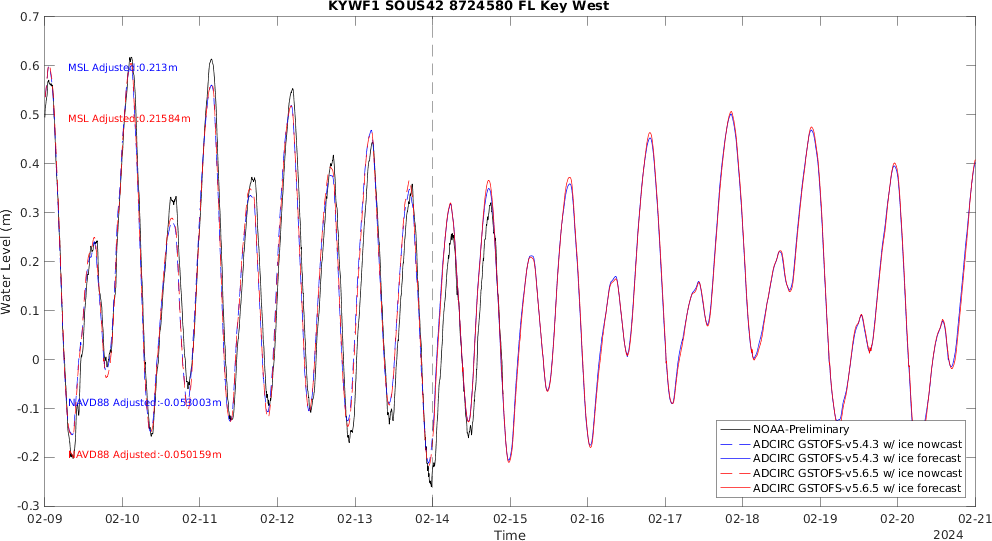 KYWF1 SOUS42 8724580 FL Key West
0.7
0.6
0.5
0.4
0.3
0.2
0.1
0
-0.1
-0.2
-0.3
Water Level (m)
MSL Adjusted:0.213m
MSL Adjusted:0.21584m
NAVD88 Adjusted:-0.053003m
NAVD88 Adjusted:-0.050159m
NOAA-Preliminary
ADCIRC GSTOFS-v5.4.3 w/ ice nowcast
ADCIRC GSTOFS-v5.4.3 w/ ice forecast
ADCIRC GSTOFS-v5.6.5 w/ ice nowcast
ADCIRC GSTOFS-v5.6.5 w/ ice forecast
02-09 02-10 02-11 02-12 02-13 02-14 02-15 02-16 02-17 02-18 02-19 02-20 02-21
Time
2024